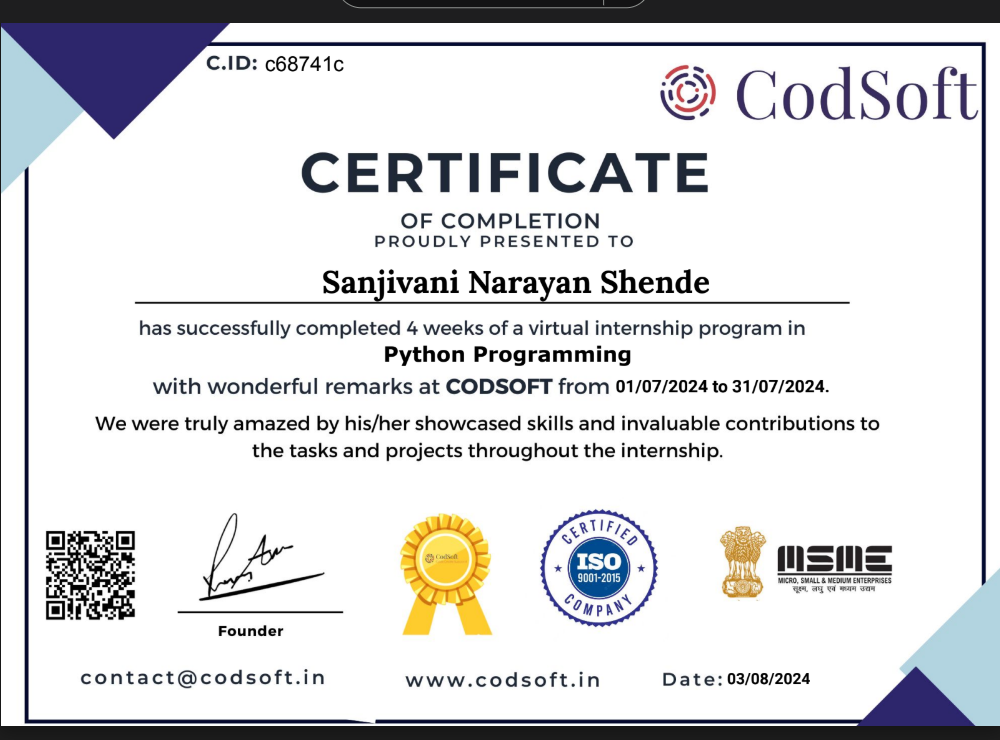 C.ID: c68741c
CodSoft
CERTIFICATE
OF COMPLETION
PROUDLY PRESENTED TO
Sanjivani Narayan Shende
has successfully completed 4 weeks of a virtual internship program in
Python Programming
with wonderful remarks at CODSOFT from 01/07/2024 to 31/07/2024.
We were truly amazed by his/her showcased skills and invaluable contributions to
the tasks and projects throughout the internship.
Founder
CodSoft
CERTIFIED
ISO
9001-2015
COMPANY
MSME
MICRO, SMALL & MEDIUM ENTERPRISES
सूक्ष्म, लघु एवं मध्यम उद्यम
contact@codsoft.in
www.codsoft.in
Date: 03/08/2024